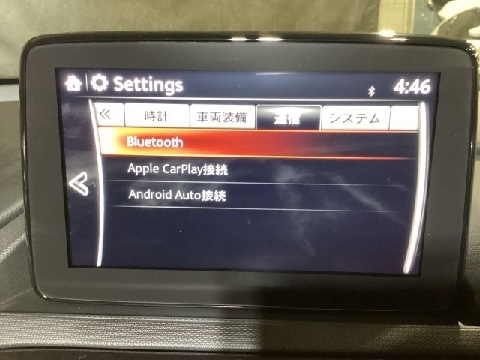 Settings 4:46
時計 車両装備 通信 システム
Bluetooth
Apple CarPlay接続
Android Auto接続